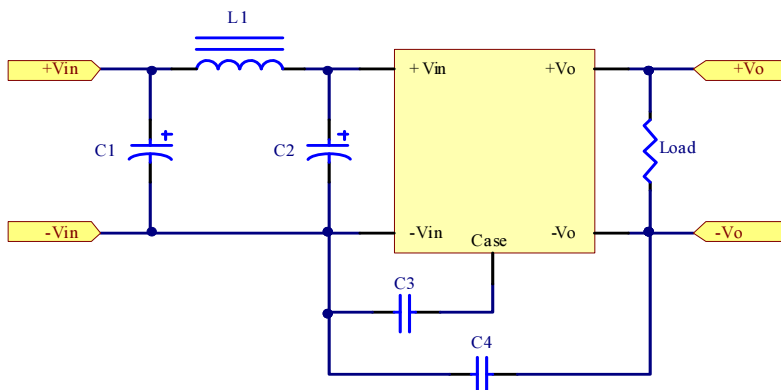 L1
+Vin
+Vin
+Vo
+Vo
C1
+
C2
+
Load
-Vin
-Vin
Case
-Vo
-Vo
C3
C4